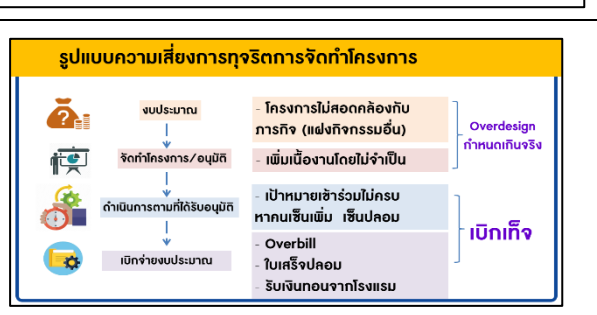 รูปแบบความเสี่ยงการทุจริตการจัดทำโครงการ
งบประมาณ
- โครงการไม่สอดคล้องกับ
ภารกิจ (แฝงกิจกรรมอื่น)
Overdesign
กำหนดเกินจริง
จัดทำโครงการ/อนุมัติ
- เพิ่มเนื้องานโดยไม่จำเป็น
ดำเนินการตามที่ได้รับอนุมัติ
- เป้าหมายเข้าร่วมไม่ครบ
หาคนเซ็นเพิ่ม เซ็นปลอม
เบิกเท็จ
เบิกจ่ายงบประมาณ
- Overbill
- ใบเสร็จปลอม
- รับเงินทอนจากโรงแรม